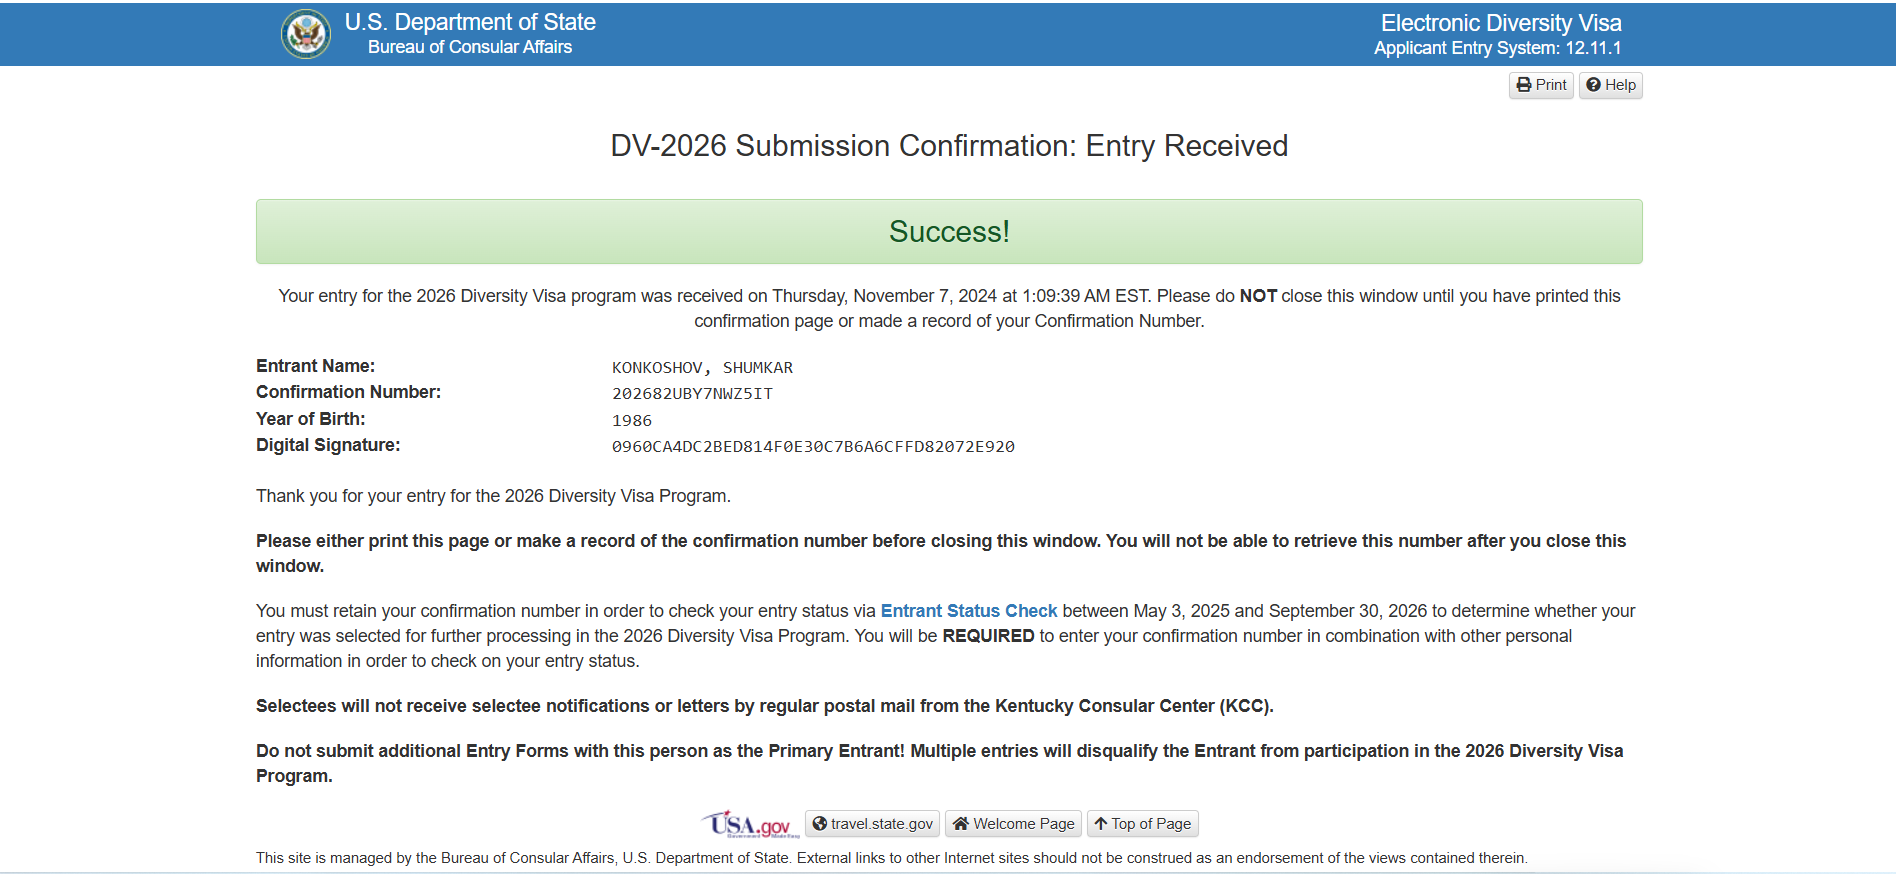 U.S. Department of State
Bureau of Consular Affairs
Electronic Diversity Visa
Applicant Entry System: 12.11.1
Print
Help
DV-2026 Submission Confirmation: Entry Received
Success!
Your entry for the 2026 Diversity Visa program was received on Thursday, November 7, 2024 at 1:09:39 AM EST. Please do NOT close this window until you have printed this
confirmation page or made a record of your Confirmation Number.
Entrant Name: KONKOSHOV, SHUMKAR
Confirmation Number: 202682UBY7NWZ5IT
Year of Birth: 1986
Digital Signature: 0960CA4DC2BED814F0E30C7B6A6CFFD82072E920
Thank you for your entry for the 2026 Diversity Visa Program.
Please either print this page or make a record of the confirmation number before closing this window. You will not be able to retrieve this number after you close this
window.
You must retain your confirmation number in order to check your entry status via Entrant Status Check between May 3, 2025 and September 30, 2026 to determine whether your
entry was selected for further processing in the 2026 Diversity Visa Program. You will be REQUIRED to enter your confirmation number in combination with other personal
information in order to check on your entry status.
Selectees will not receive selectee notifications or letters by regular postal mail from the Kentucky Consular Center (KCC).
Do not submit additional Entry Forms with this person as the Primary Entrant! Multiple entries will disqualify the Entrant from participation in the 2026 Diversity Visa
Program.
USA.gov
travel.state.gov
Welcome Page
Top of Page
This site is managed by the Bureau of Consular Affairs, U.S. Department of State. External links to other Internet sites should not be construed as an endorsement of the views contained therein.